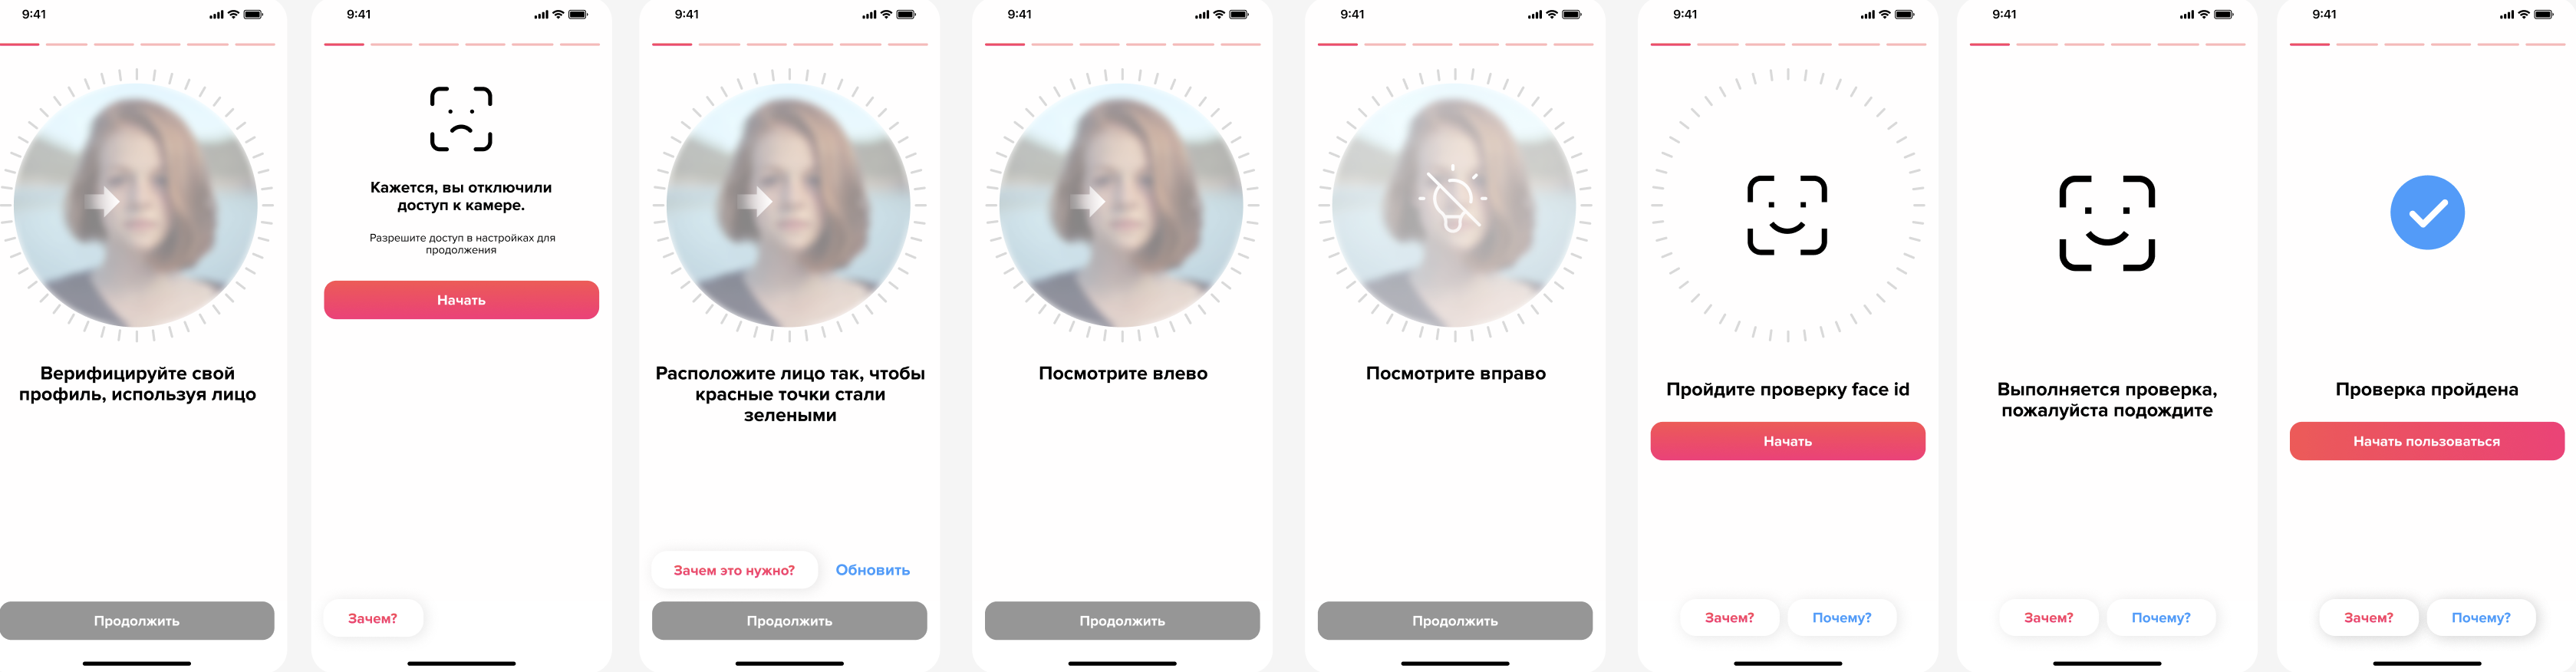 9:41
Верифицируйте свой
профиль, используя лицо
Продолжить
9:41
Кажется, вы отключили
доступ к камере.
Разрешите доступ в настройках для
продолжения
Начать
Зачем?
9:41
Расположите лицо так, чтобы
красные точки стали
зелеными
Зачем это нужно?
Обновить
Продолжить
9:41
Посмотрите влево
Продолжить
9:41
Посмотрите вправо
Продолжить
9:41
Пройдите проверку face id
Начать
Зачем?
Почему?
9:41
Выполняется проверка,
пожалуйста подождите
Зачем?
Почему?
9:41
Проверка пройдена
Начать пользоваться
Зачем?
Почему?